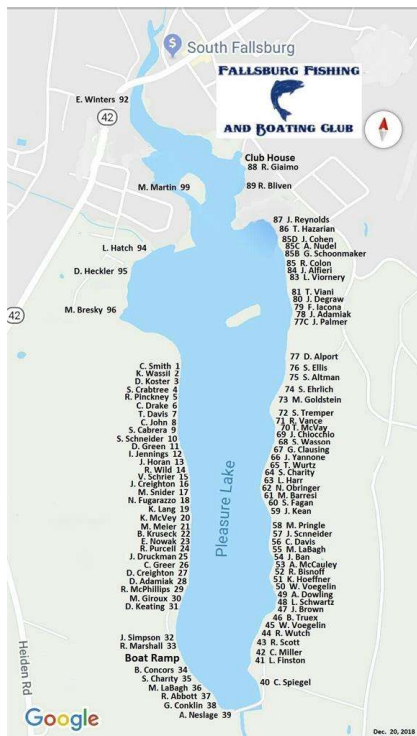 South Fallsburg
FALLSBURG FISHING
AND BOATING CLUB
E. Winters 92
42
Club House
88 R. Giaimo
89 R. Bliven
M. Martin 99
87 J. Reynolds
86 T. Hazarian
85D J. Cohen
85C A. Nudel
85B G. Schoonmaker
85 R. Colon
84 J. Alfieri
83 L. Viornery
L. Hatch 94
D. Heckler 95
M. Bresky 96
42
81 T. Viani
80 J. Degraw
79 F. Iacona
78 J. Adamiak
77C J. Palmer
77 D. Alport
76 S. Ellis
75 S. Altman
74 S. Ehrlich
73 M. Goldstein
72 S. Tremper
71 R. Vance
70 T. McVay
69 J. Chiocchio
68 S. Wasson
67 G. Clausing
66 J. Yannone
65 T. Wurtz
64 S. Charity
63 L. Harr
62 N. Obringer
61 M. Barresi
60 S. Fagan
59 J. Kean
58 M. Pringle
57 J. Scnneider
56 C. Davis
55 M. LaBagh
54 J. Ban
53 A. McCauley
52 R. Bisnoff
51 K. Hoeffner
50 W. Voegelin
49 A. Dowling
48 L. Schwartz
47 J. Brown
46 B. Truex
45 W. Voegelin
44 R. Wutch
43 R. Scott
42 C. Miller
41 L. Finston
40 C. Spiegel
C. Smith 1
K. Wassil 2
D. Koster 3
S. Crabtree 4
R. Pinckney 5
C. Drake 6
T. Davis 7
C. John 8
S. Cabrera 9
S. Schneider 10
D. Green 11
I. Jennings 12
J. Horan 13
R. Wild 14
V. Schrier 15
J. Creighton 16
M. Snider 17
N. Fugarazzo 18
K. Lang 19
K. McVey 20
M. Meier 21
B. Kruseck 22
E. Nowak 23
R. Purcell 24
J. Druckman 25
C. Greer 26
D. Creighton 27
D. Adamiak 28
R. McPhillips 29
M. Giroux 30
D. Keating 31
J. Simpson 32
R. Marshall 33
Boat Ramp
B. Concors 34
S. Charity 35
M. LaBagh 36
R. Abbott 37
G. Conklin 38
A. Neslage 39
Pleasure Lake
Heiden Rd
Google
Dec. 20, 2018